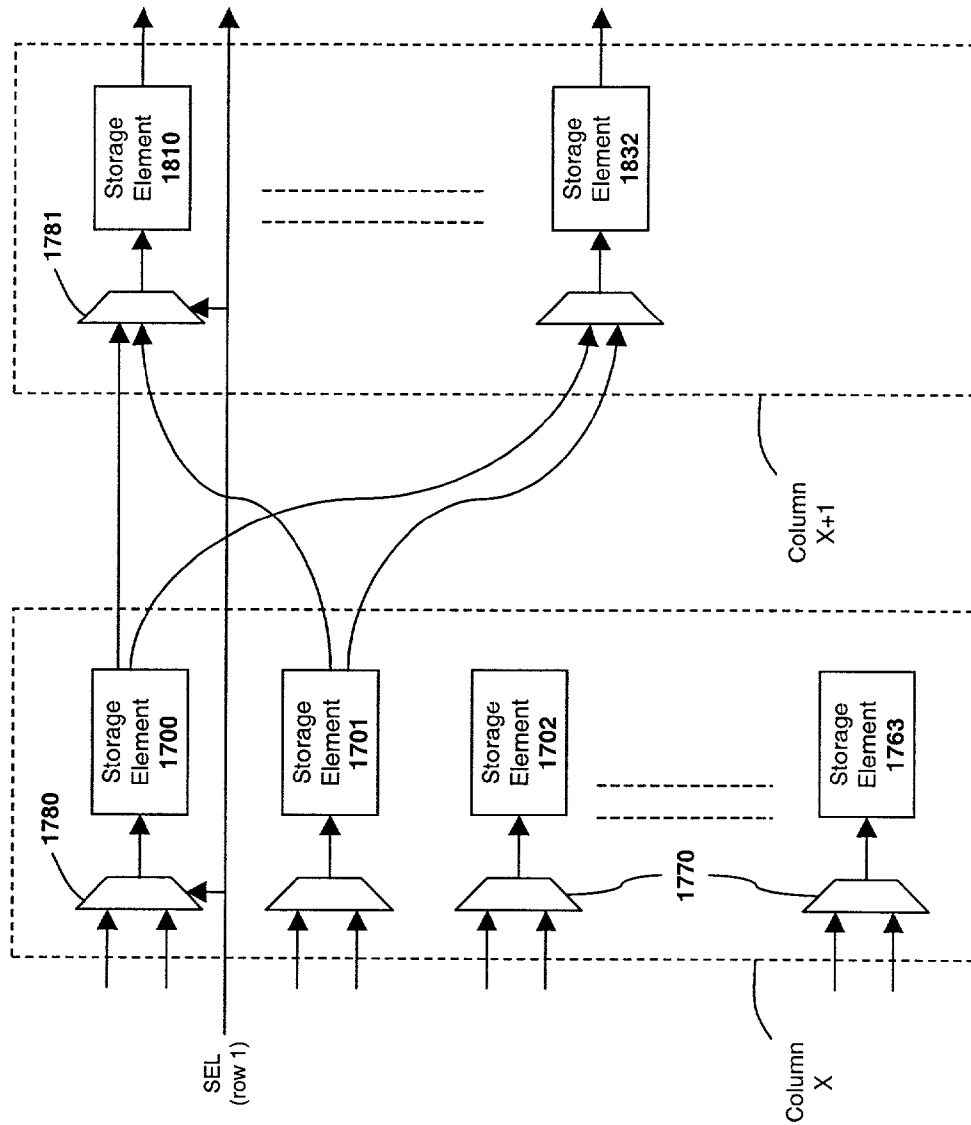 1780
Storage
Element
1700
1781
Storage
Element
1810
SEL
(row 1)
Storage
Element
1701
Storage
Element
1702
1770
Storage
Element
1832
Storage
Element
1763
Column
X
Column
X+1